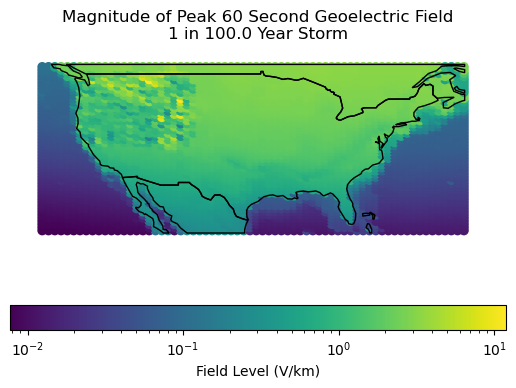 Magnitude of Peak 60 Second Geoelectric Field
1 in 100.0 Year Storm
10⁻² 10⁻¹ 10⁰ 10¹
Field Level (V/km)